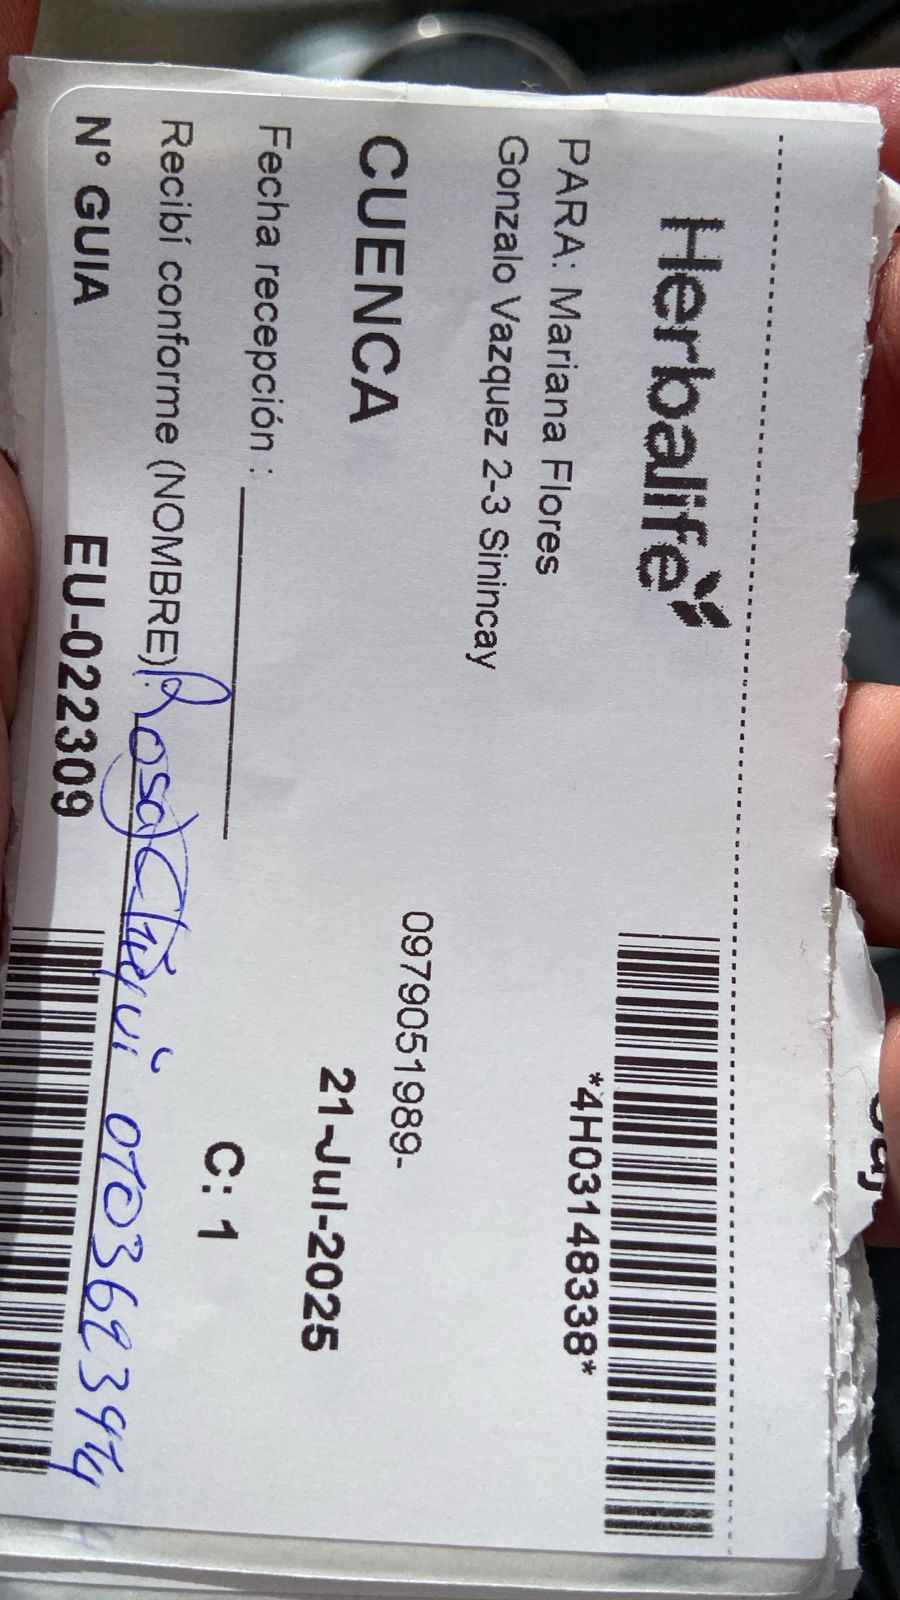 Herbalife
*4H03148338*
PARA: Mariana Flores
Gonzalo Vazquez 2-3 Sinincay
0979051989-
CUENCA
21-Jul-2025
Fecha recepción :
C: 1
Recibí conforme (NOMBRE): Rosa
N° GUIA EU-022309